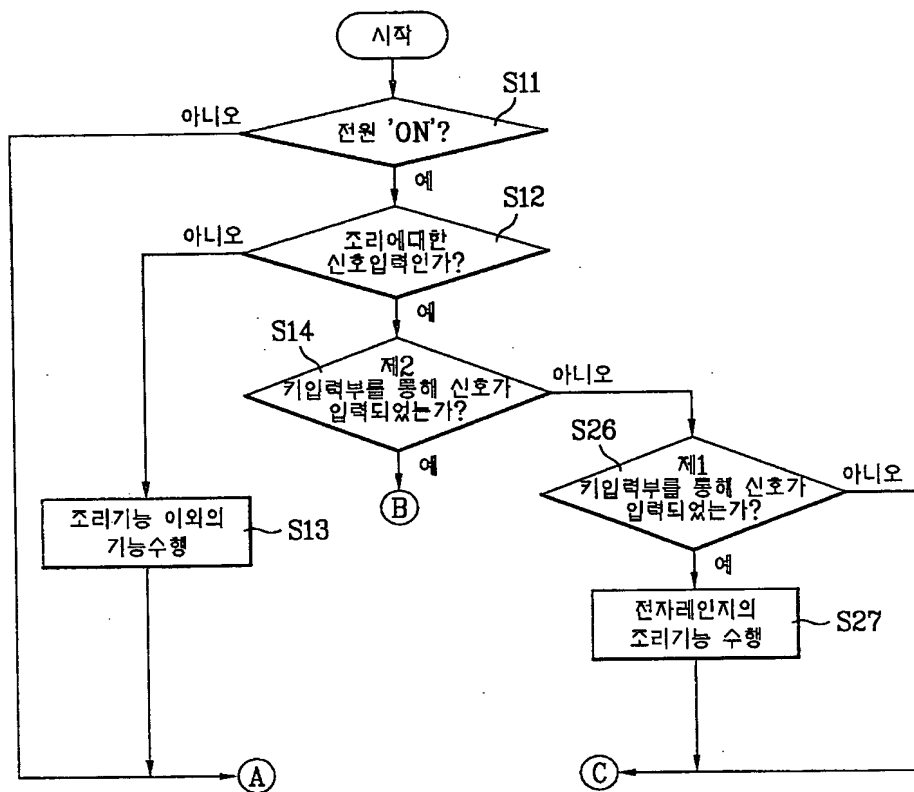 시작
S11
아니오
전원 'ON'?
예
S12
아니오
조리에대한
신호입력인가?
예
S14
제2
키입력부를 통해 신호가
입력되었는가?
아니오
예
B
S26
제1
키입력부를 통해 신호가
입력되었는가?
아니오
예
조리기능 이외의
기능수행
S13
전자레인지의
조리기능 수행
S27
A
C